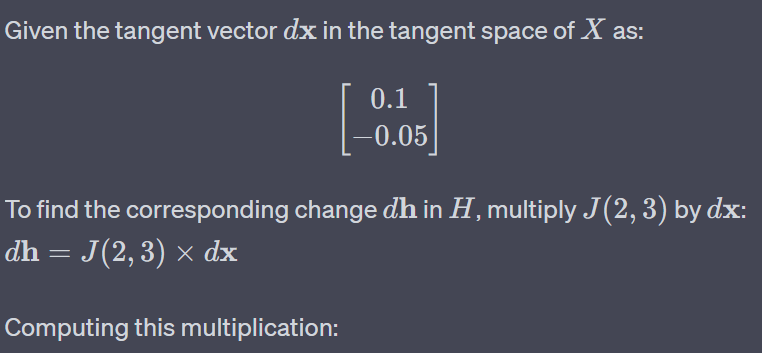 Given the tangent vector dx in the tangent space of X as:
[0.1
−0.05]
To find the corresponding change dh in H, multiply J(2, 3) by dx:
dh = J(2, 3) × dx
Computing this multiplication: